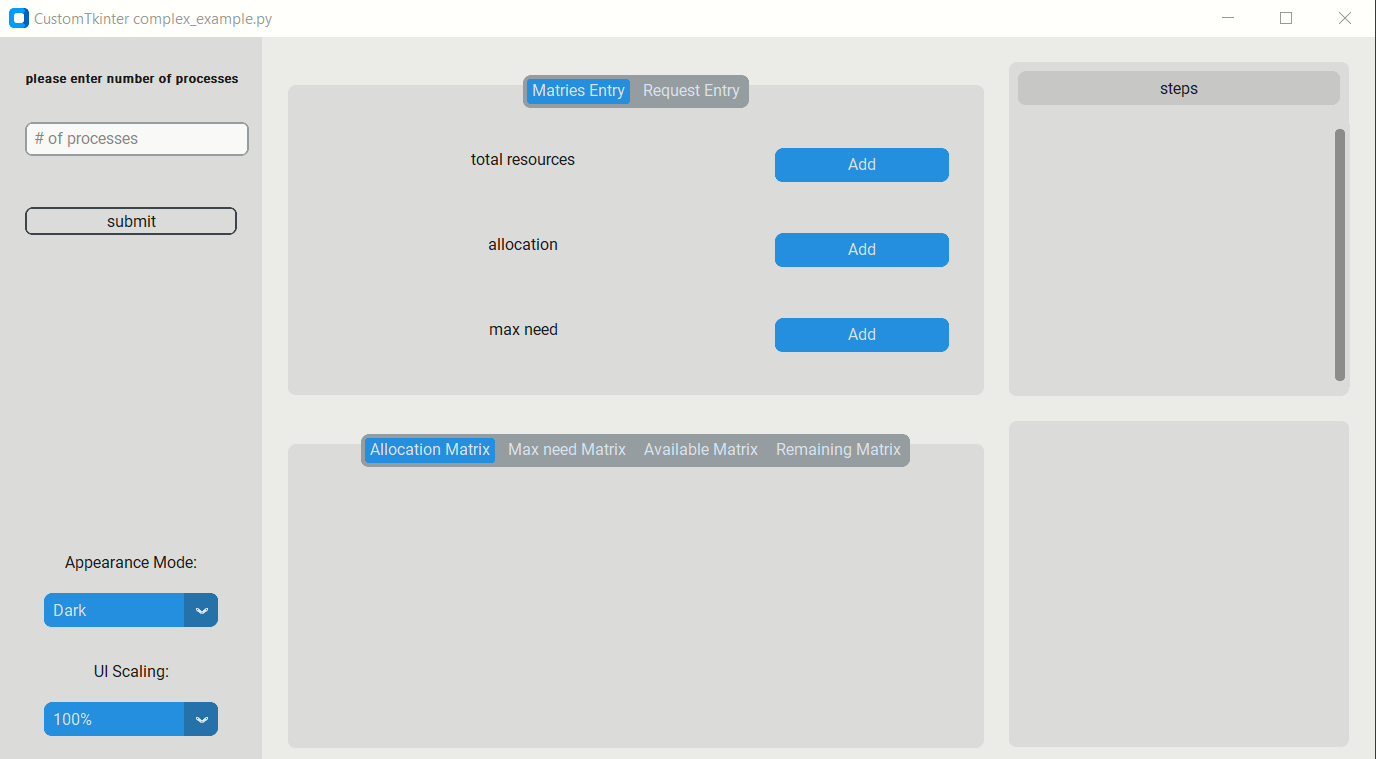 CustomTkinter complex_example.py
please enter number of processes
# of processes
submit
Appearance Mode:
Dark
UI Scaling:
100%
Matries Entry Request Entry
total resources Add
allocation Add
max need Add
Allocation Matrix Max need Matrix Available Matrix Remaining Matrix
steps